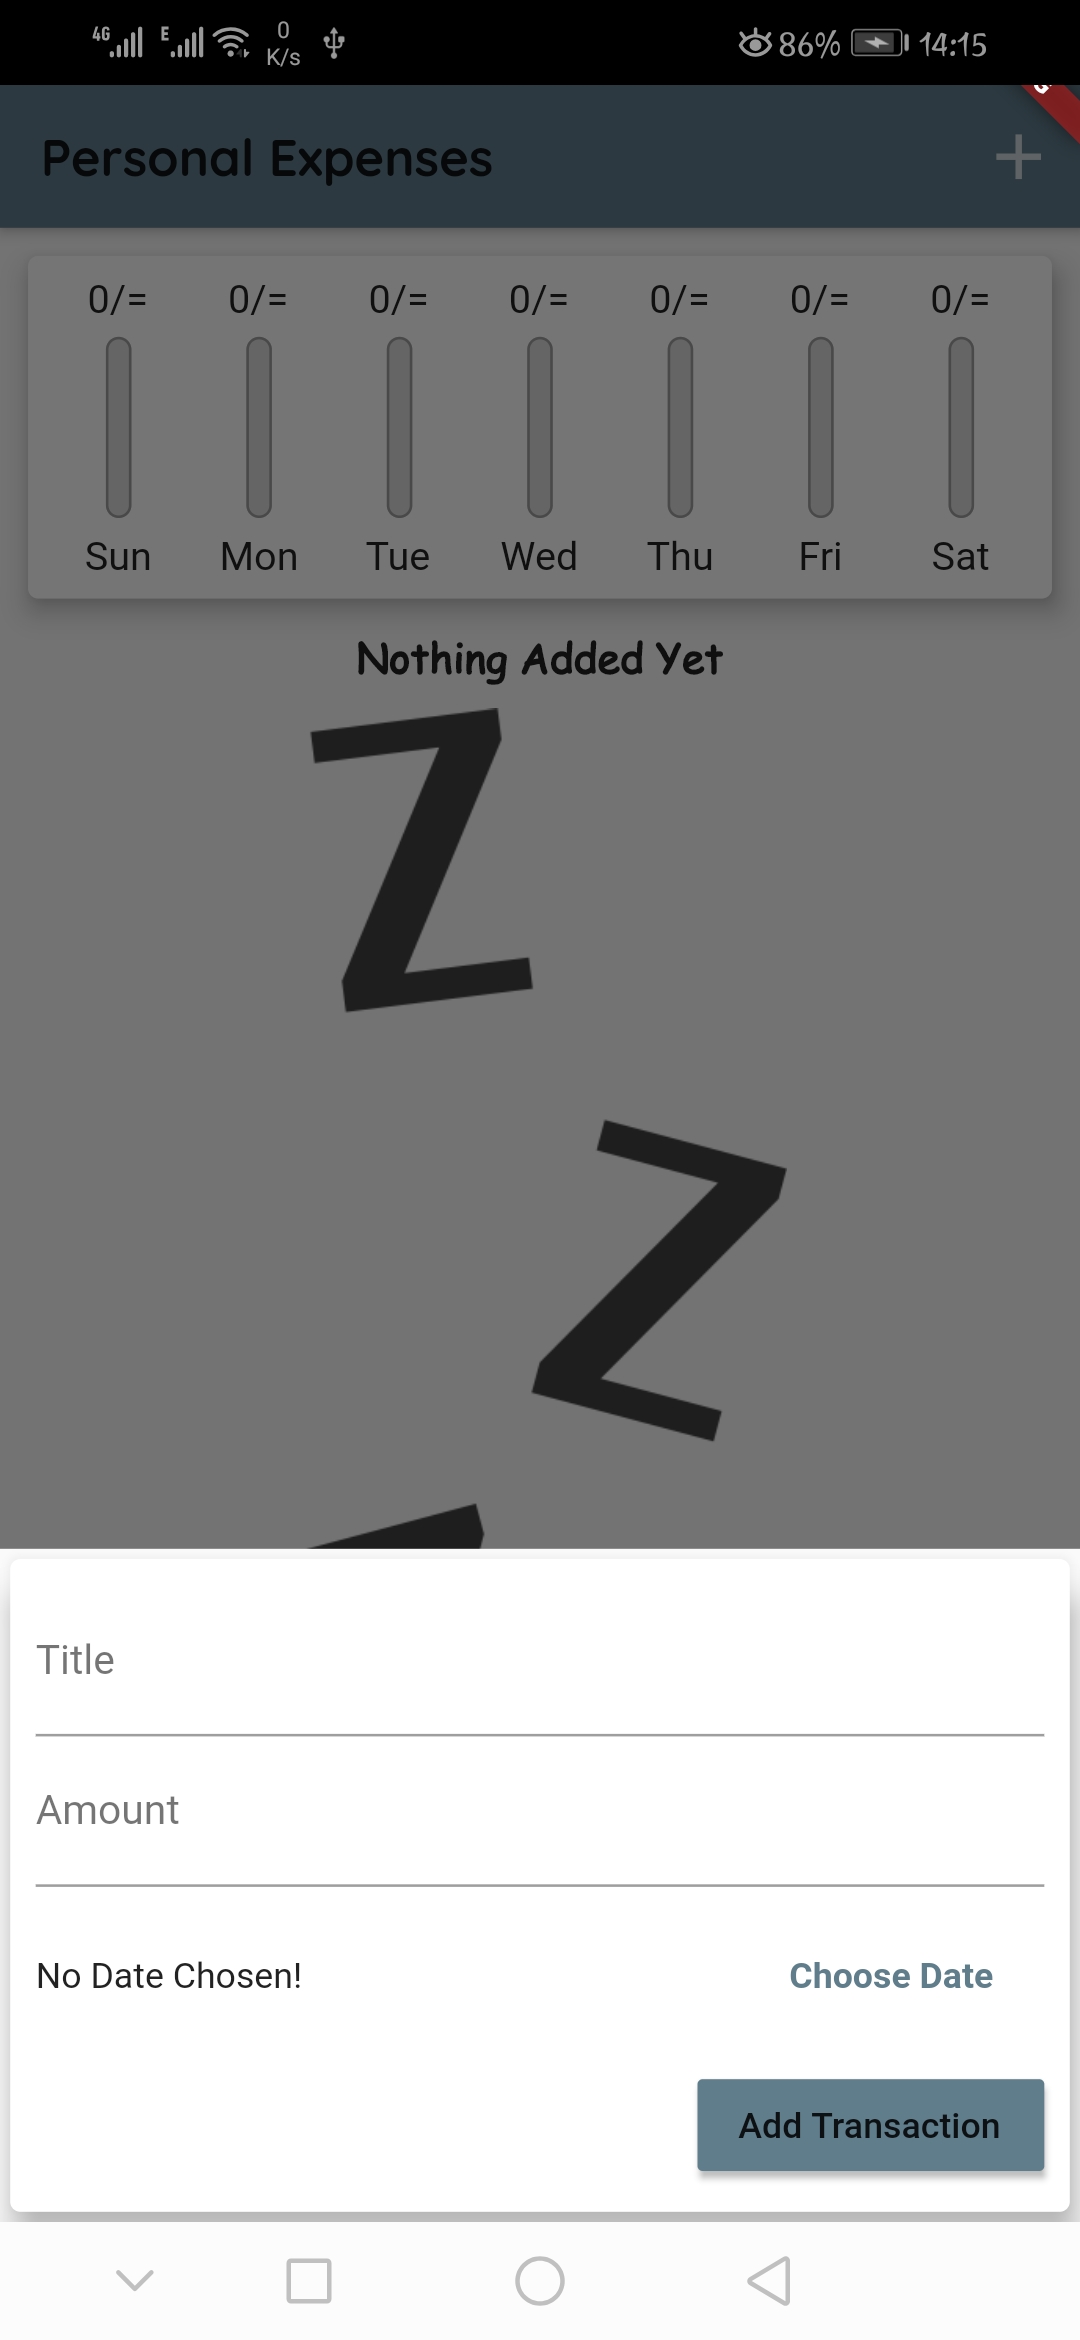 4G E 0 K/s 86% 14:15
Personal Expenses
0/= 0/= 0/= 0/= 0/= 0/= 0/=
Sun Mon Tue Wed Thu Fri Sat
Nothing Added Yet
Z
Z
Title
Amount
No Date Chosen! Choose Date
Add Transaction